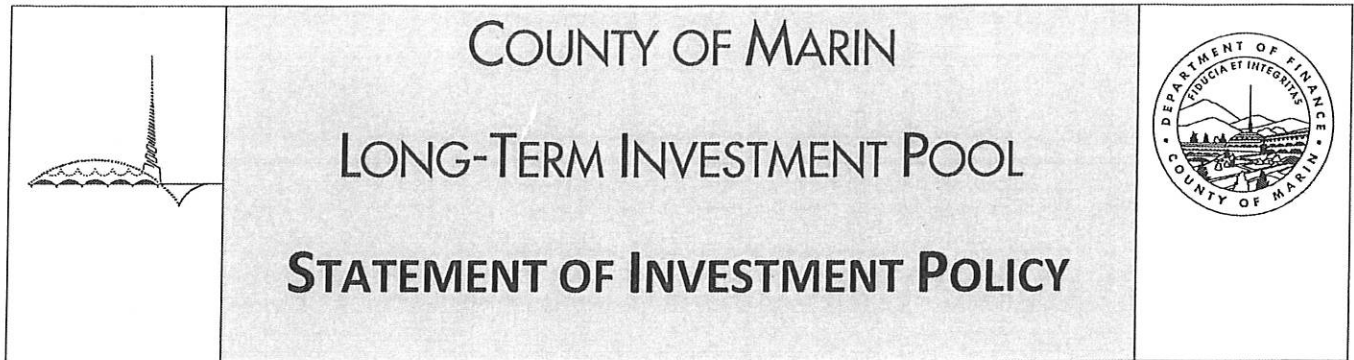 COUNTY OF MARIN
LONG-TERM INVESTMENT POOL
STATEMENT OF INVESTMENT POLICY
DEPARTMENT OF FINANCE
FIDUCIA ET INTEGRITAS
COUNTY OF MARIN